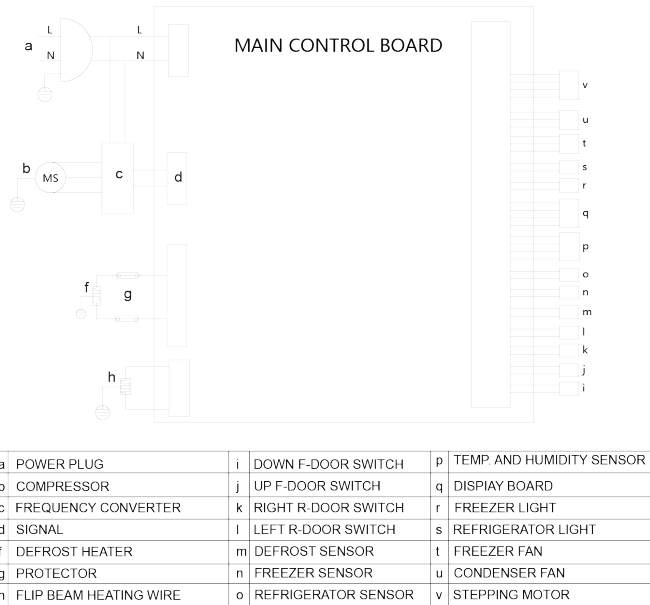 L L
a N N MAIN CONTROL BOARD
v
u
t
b MS c d s
r
q
p
o
f g n
m
l
k
h j
i
a POWER PLUG i DOWN F-DOOR SWITCH p TEMP. AND HUMIDITY SENSOR
b COMPRESSOR j UP F-DOOR SWITCH q DISPIAY BOARD
c FREQUENCY CONVERTER k RIGHT R-DOOR SWITCH r FREEZER LIGHT
d SIGNAL l LEFT R-DOOR SWITCH s REFRIGERATOR LIGHT
f DEFROST HEATER m DEFROST SENSOR t FREEZER FAN
g PROTECTOR n FREEZER SENSOR u CONDENSER FAN
h FLIP BEAM HEATING WIRE o REFRIGERATOR SENSOR v STEPPING MOTOR